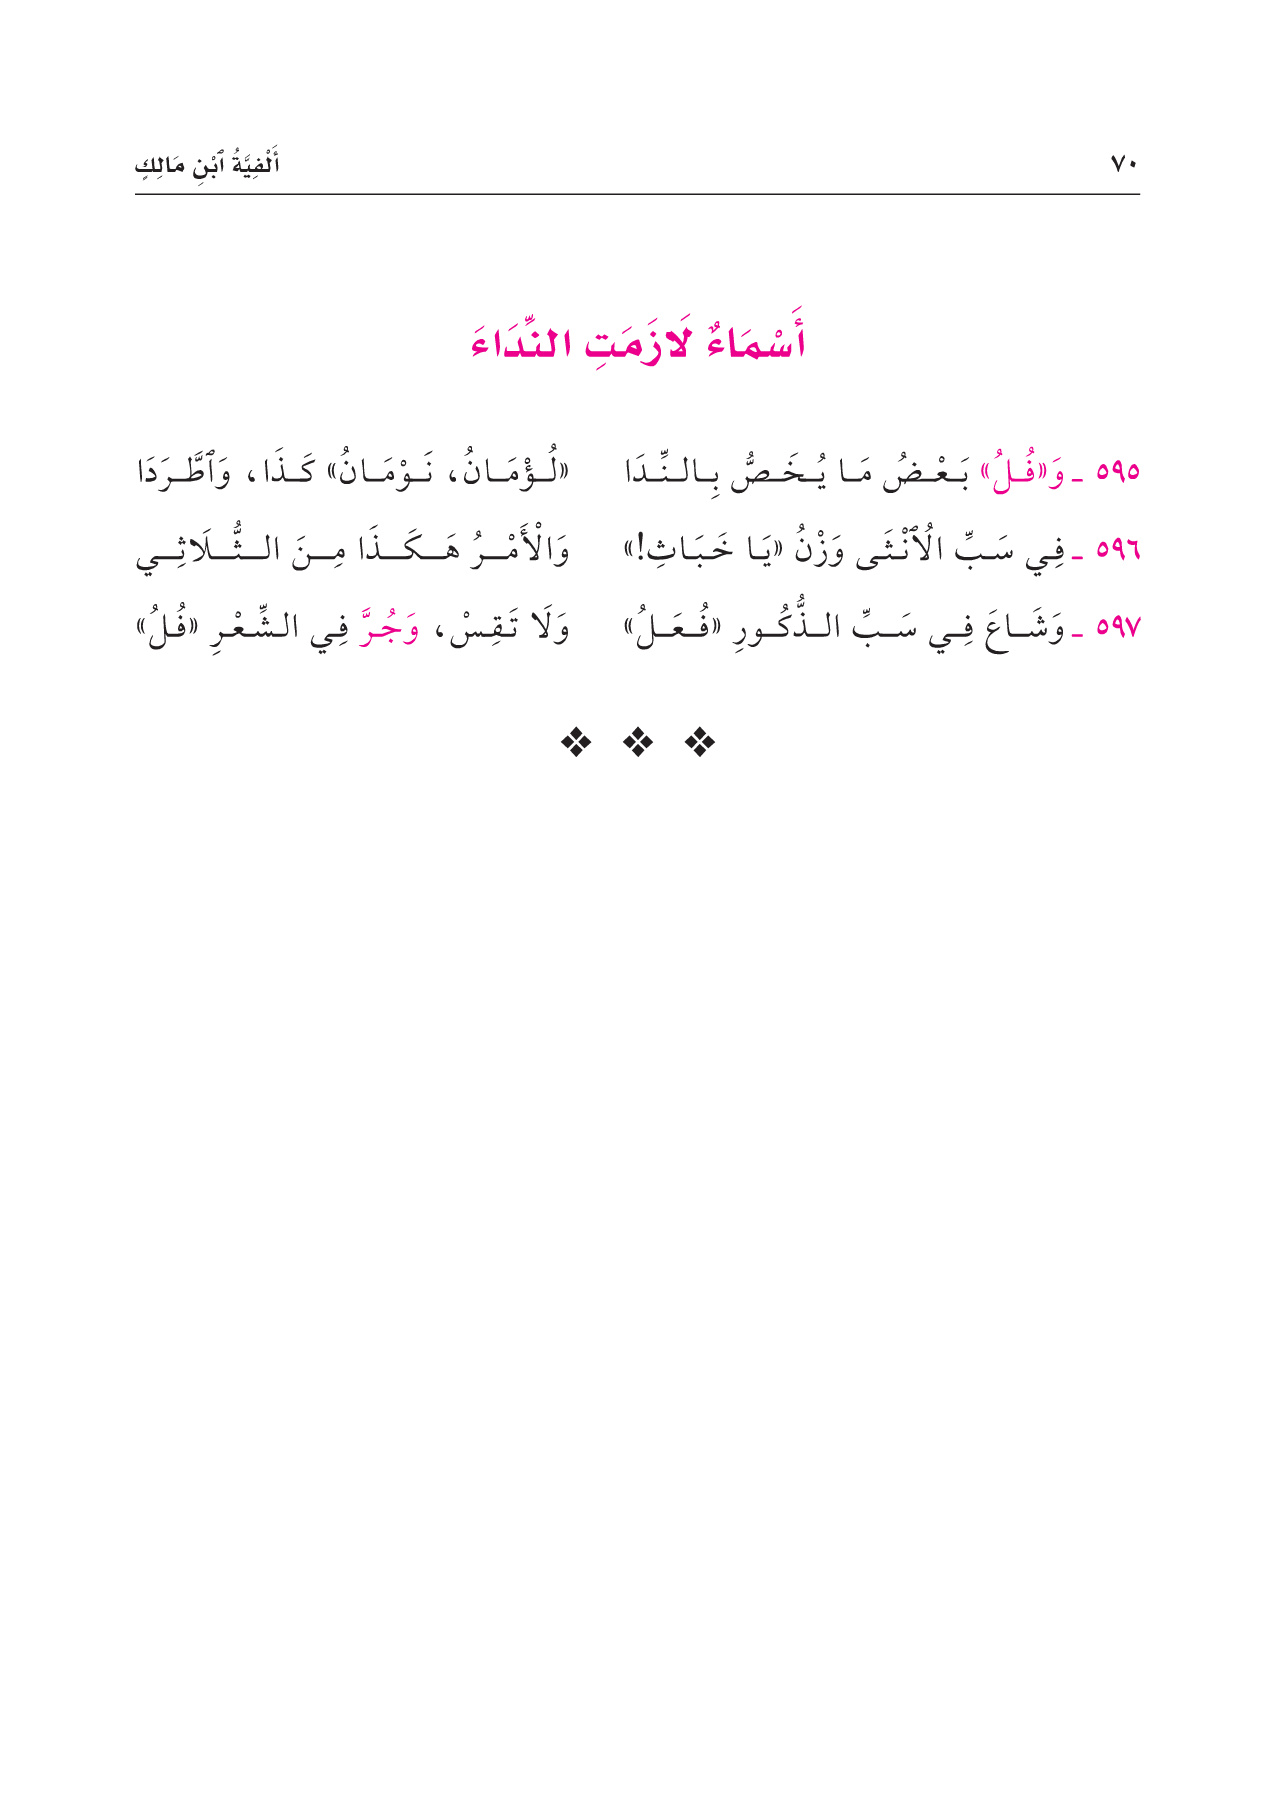 ٧٠ أَلْفِيَّةُ ٱبْنِ مَالِكٍ
أَسْمَاءٌ لَازَمَتِ النِّدَاءَ
٥٩٥ ـ وَ«فُلُ» بَعْضُ مَا يُخَصُّ بِالنِّدَا «لُؤْمَانُ، نَوْمَانُ» كَذَا، وَٱطَّرَدَا
٥٩٦ ـ فِي سَبِّ الُٱنْثَى وَزْنُ «يَا خَبَاثِ!» وَالْأَمْرُ هَكَذَا مِنَ الثُّلَاثِي
٥٩٧ ـ وَشَاعَ فِي سَبِّ الذُّكُورِ «فُعَلُ» وَلَا تَقِسْ، وَجُرَّ فِي الشِّعْرِ «فُلُ»